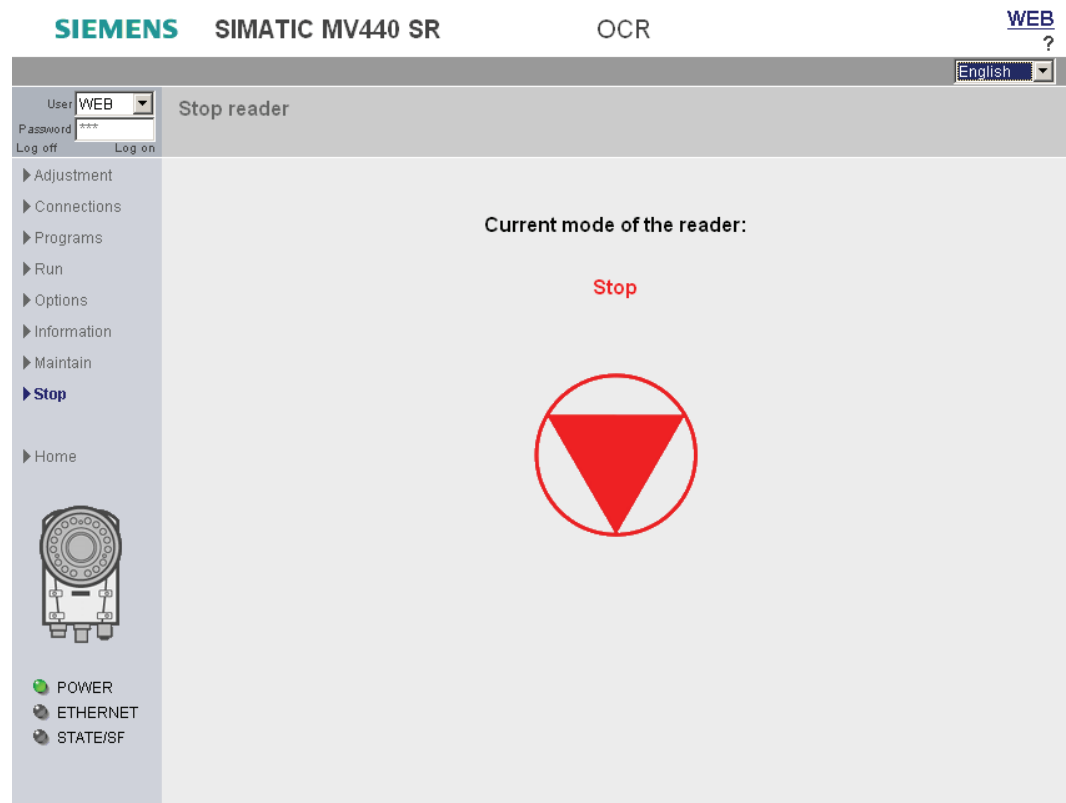 SIEMENS SIMATIC MV440 SR OCR WEB
?
English
User WEB
Password ***
Log off Log on
Stop reader
Adjustment
Connections
Programs
Run
Options
Information
Maintain
Stop
Home
Current mode of the reader:
Stop
POWER
ETHERNET
STATE/SF